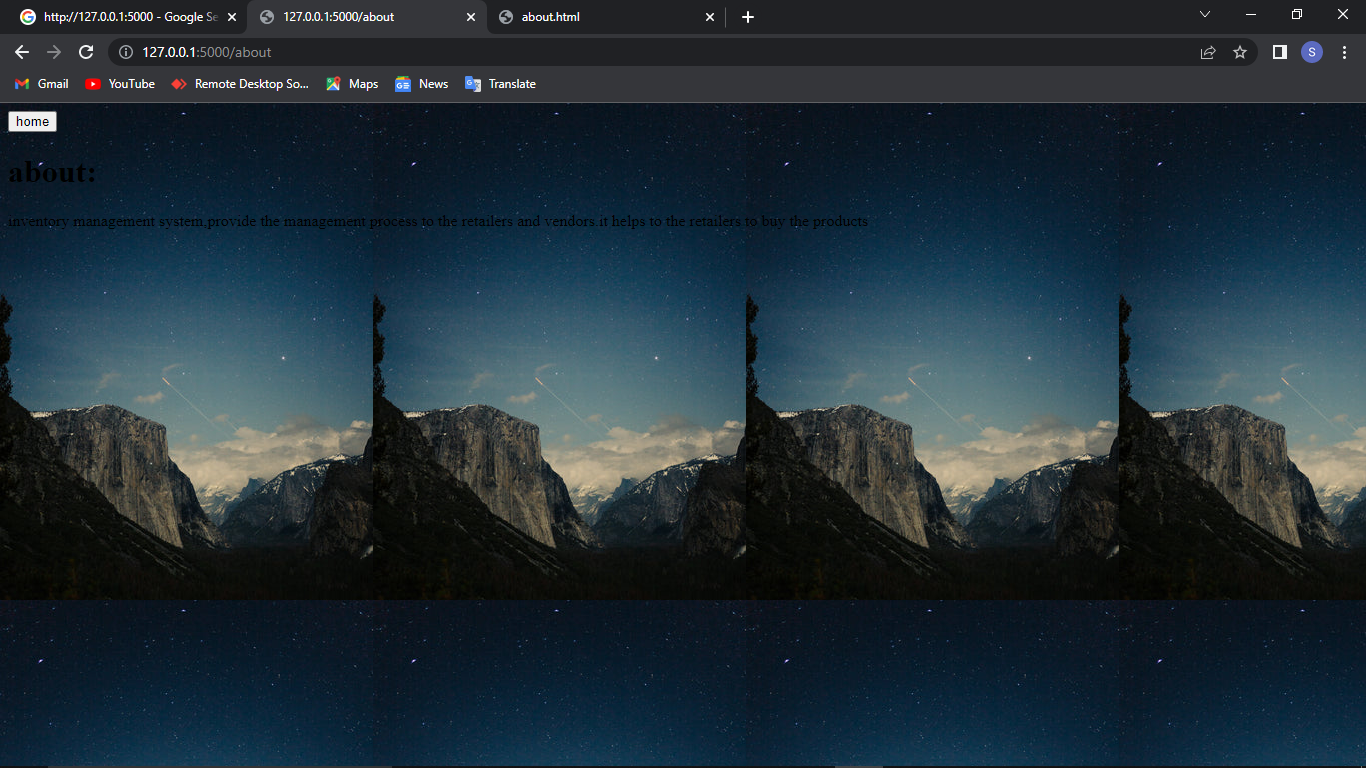 http://127.0.0.1:5000 - Google Se
127.0.0.1:5000/about
about.html
127.0.0.1:5000/about
S
Gmail
YouTube
Remote Desktop So...
Maps
News
Translate
home
about:
inventory management system,provide the management process to the retailers and vendors it helps to the retailers to buy the products